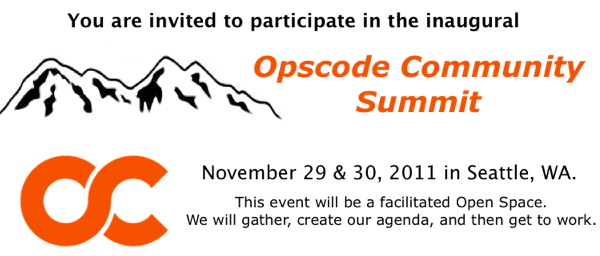 You are invited to participate in the inaugural
Opscode Community
Summit
OC
November 29 & 30, 2011 in Seattle, WA.
This event will be a facilitated Open Space.
We will gather, create our agenda, and then get to work.